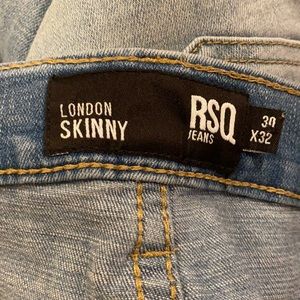 LONDON
SKINNY
RSQ
JEANS
30
X32